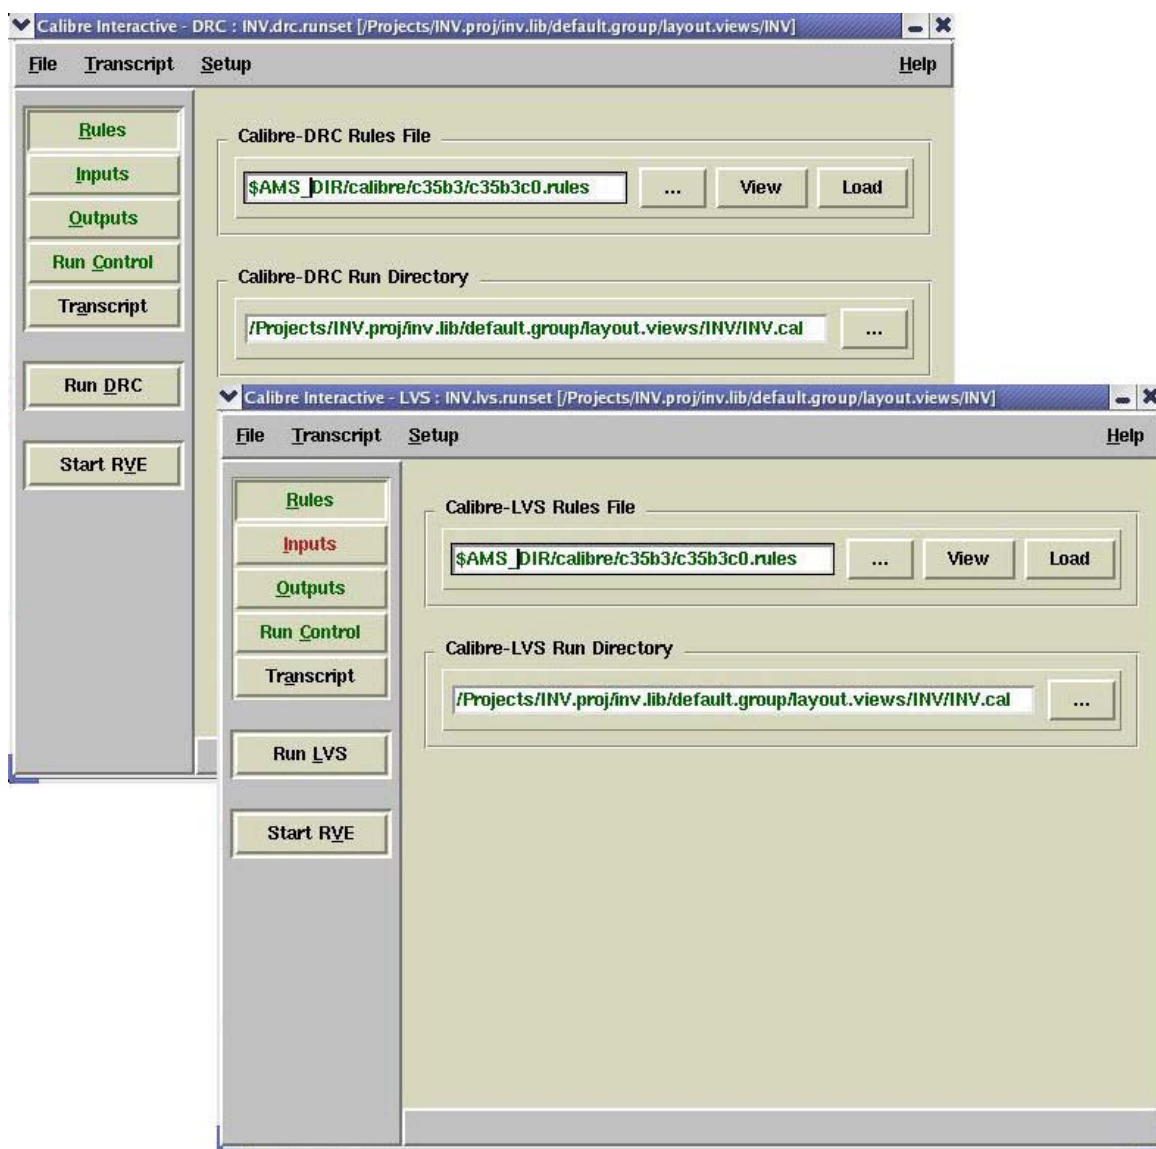 Calibre Interactive - DRC : INV.drc.runset [/Projects/INV.proj/inv.lib/default.group/layout.views/INV]
File Transcript Setup Help
Rules
Inputs
Outputs
Run Control
Transcript
Run DRC
Start RVE
Calibre-DRC Rules File
$AMS_DIR/calibre/c35b3/c35b3c0.rules ... View Load
Calibre-DRC Run Directory
/Projects/INV.proj/inv.lib/default.group/layout.views/INV/INV.cal ...
Calibre Interactive - LVS : INV.lvs.runset [/Projects/INV.proj/inv.lib/default.group/layout.views/INV]
File Transcript Setup Help
Rules
Inputs
Outputs
Run Control
Transcript
Run LVS
Start RVE
Calibre-LVS Rules File
$AMS_DIR/calibre/c35b3/c35b3c0.rules ... View Load
Calibre-LVS Run Directory
/Projects/INV.proj/inv.lib/default.group/layout.views/INV/INV.cal ...